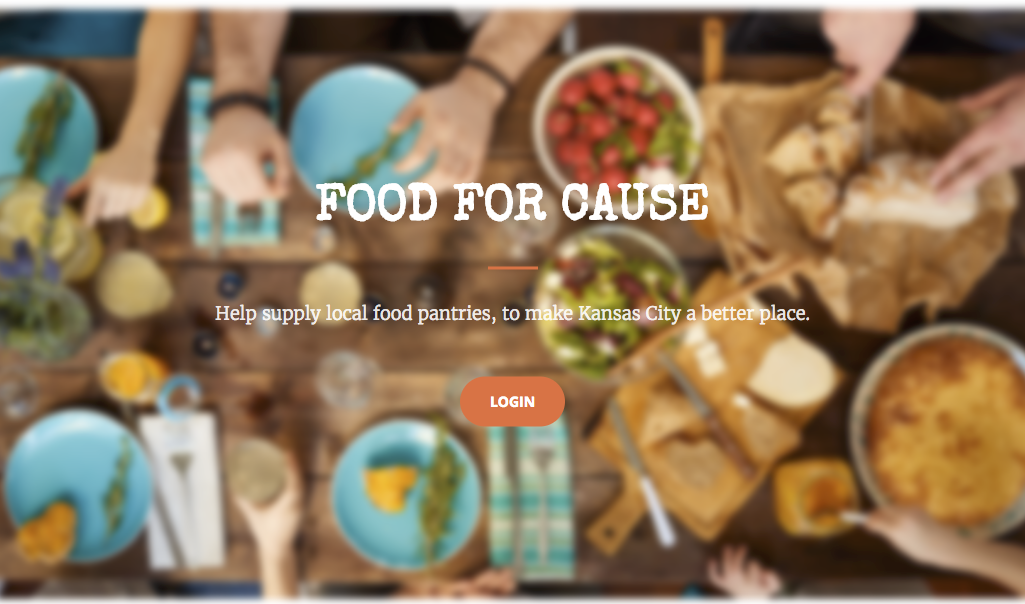 FOOD FOR CAUSE
Help supply local food pantries, to make Kansas City a better place.
LOGIN